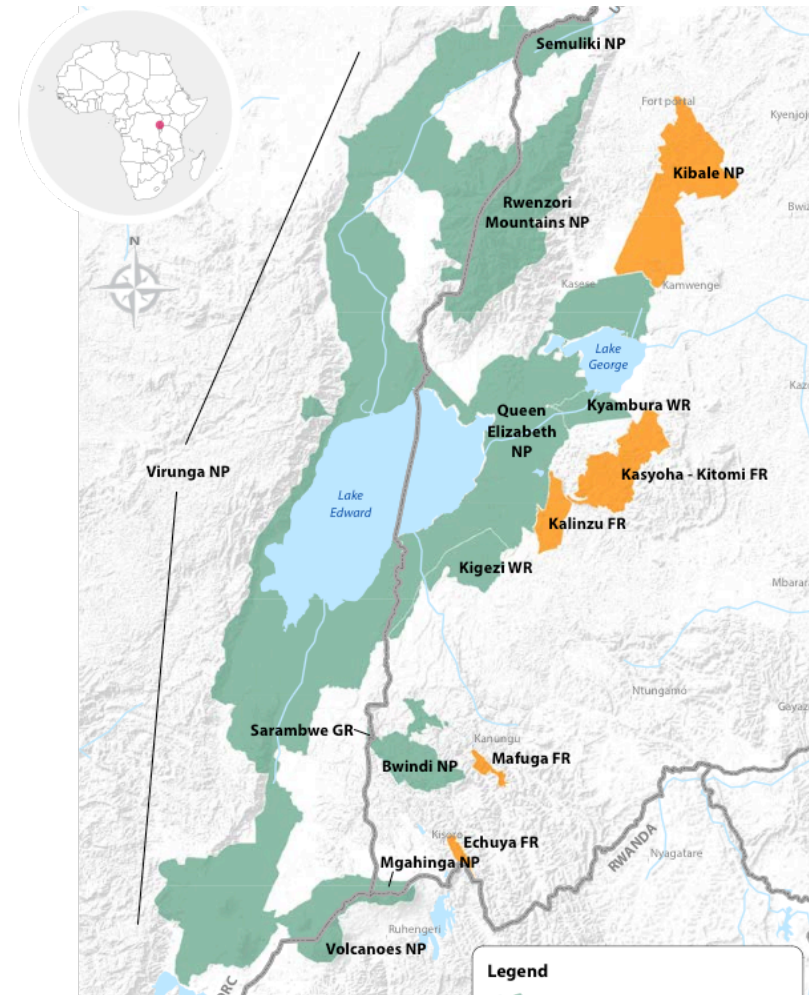 Semuliki NP
Fort portal
Kibale NP
Rwenzori
Mountains NP
N
Kasese
Kamwenge
Lake
George
Queen
Elizabeth
NP
Kyambura WR
Virunga NP
Kasyoha - Kitomi FR
Lake
Edward
Kalinzu FR
Kigezi WR
Ntungamo
Sarambwe GR
Kanungu
Bwindi NP
Mafuga FR
Kisoro
Echuya FR
RWANDA
Nyagatare
Mgahinga NP
Ruhengeri
Volcanoes NP
Legend
DRC